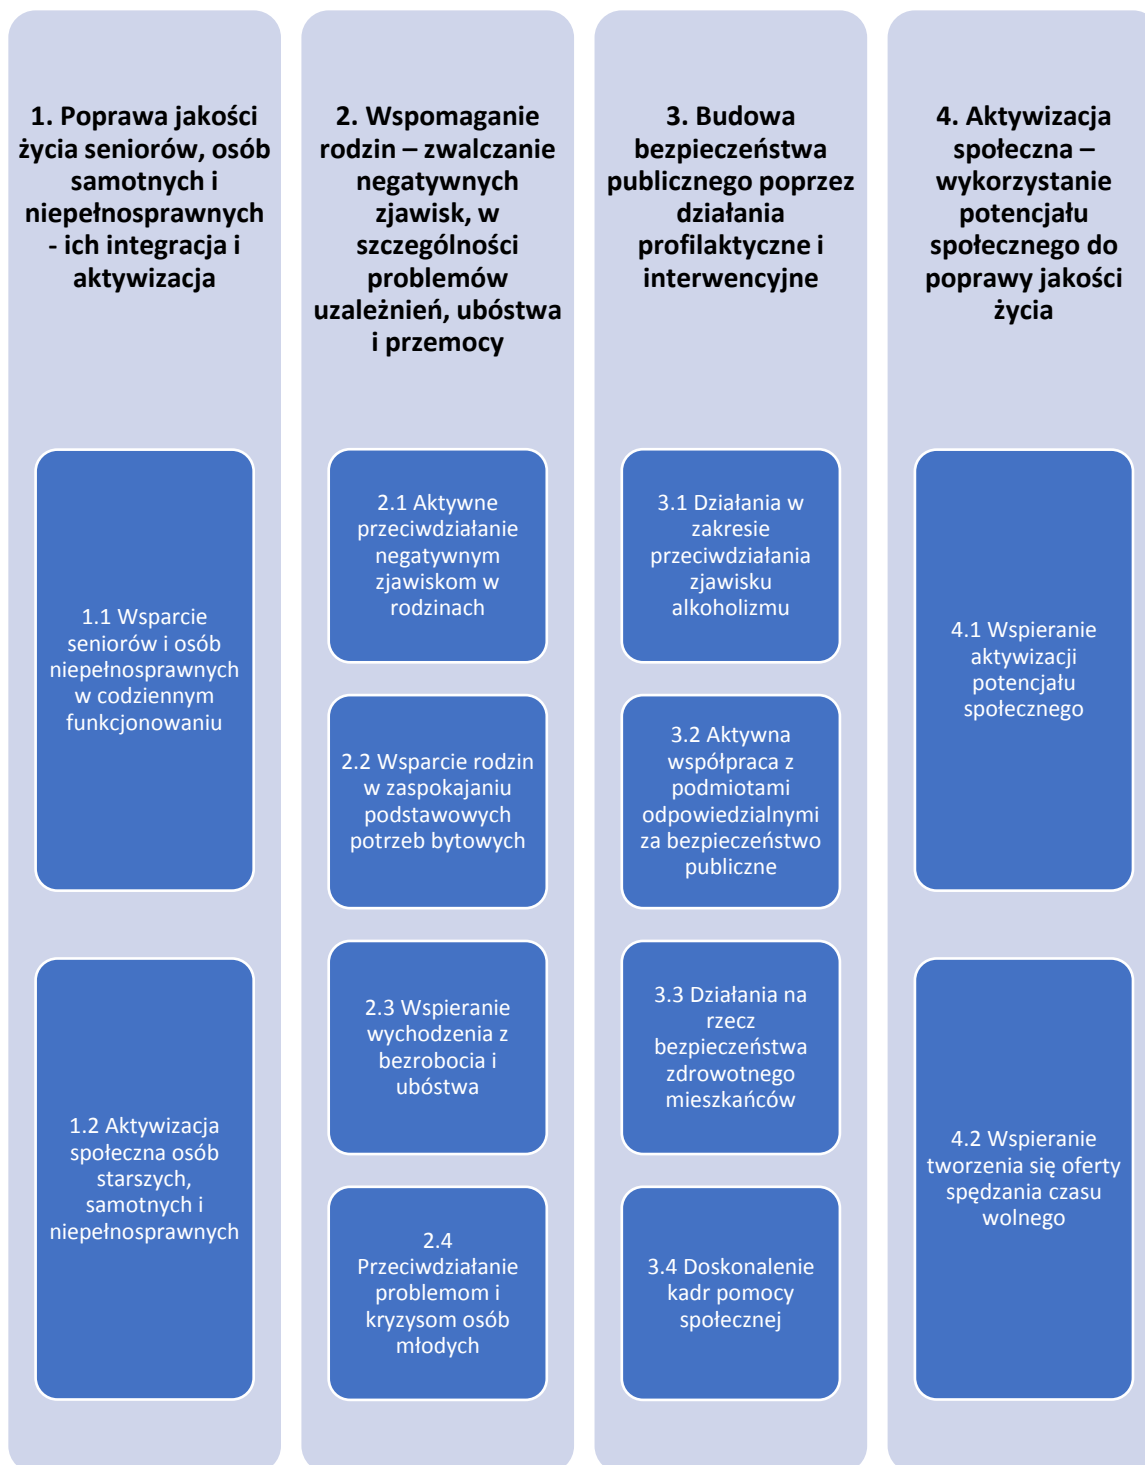 1. Poprawa jakości
życia seniorów, osób
samotnych i
niepełnosprawnych
- ich integracja i
aktywizacja
1.1 Wsparcie
seniorów i osób
niepełnosprawnych
w codziennym
funkcjonowaniu
1.2 Aktywizacja
społeczna osób
starszych,
samotnych i
niepełnosprawnych
2. Wspomaganie
rodzin – zwalczanie
negatywnych
zjawisk, w
szczególności
problemów
uzależnień, ubóstwa
i przemocy
2.1 Aktywne
przeciwdziałanie
negatywnym
zjawiskom w
rodzinach
2.2 Wsparcie rodzin
w zaspokajaniu
podstawowych
potrzeb bytowych
2.3 Wspieranie
wychodzenia z
bezrobocia i
ubóstwa
2.4
Przeciwdziałanie
problemom i
kryzysom osób
młodych
3. Budowa
bezpieczeństwa
publicznego poprzez
działania
profilaktyczne i
interwencyjne
3.1 Działania w
zakresie
przeciwdziałania
zjawisku
alkoholizmu
3.2 Aktywna
współpraca z
podmiotami
odpowiedzialnymi
za bezpieczeństwo
publiczne
3.3 Działania na
rzecz
bezpieczeństwa
zdrowotnego
mieszkańców
3.4 Doskonalenie
kadr pomocy
społecznej
4. Aktywizacja
społeczna –
wykorzystanie
potencjału
społecznego do
poprawy jakości
życia
4.1 Wspieranie
aktywizacji
potencjału
społecznego
4.2 Wspieranie
tworzenia się oferty
spędzania czasu
wolnego